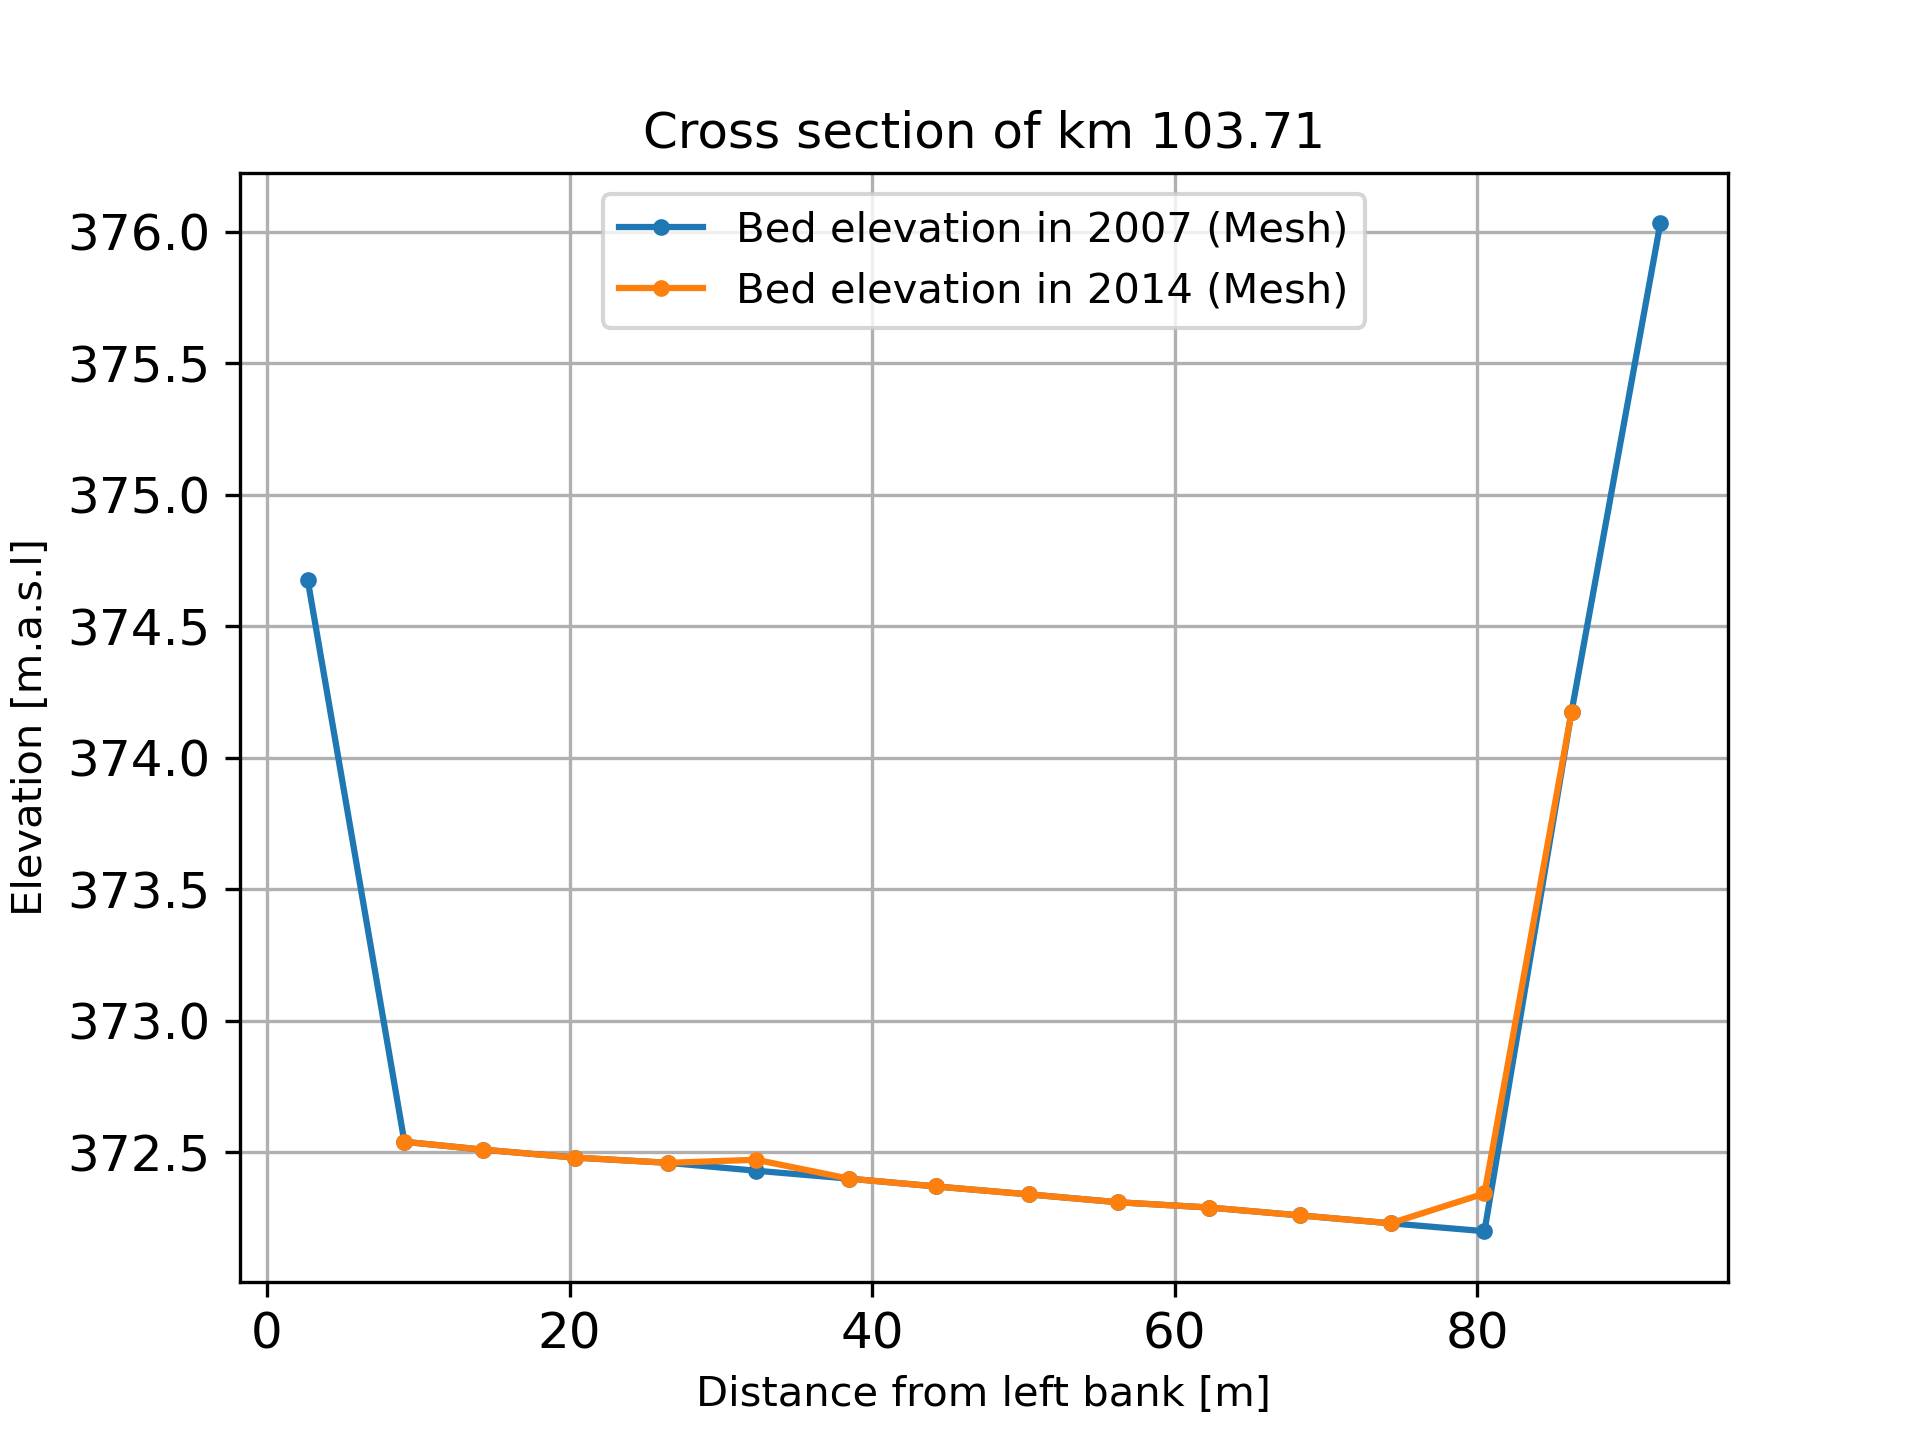 Cross section of km 103.71
Bed elevation in 2007 (Mesh)
Bed elevation in 2014 (Mesh)
376.0
375.5
375.0
374.5
374.0
373.5
373.0
372.5
Elevation [m.a.s.l]
0 20 40 60 80
Distance from left bank [m]